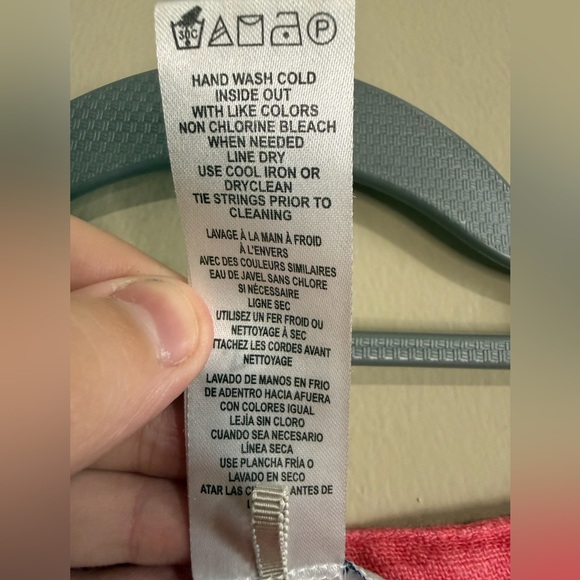 30C P
HAND WASH COLD
INSIDE OUT
WITH LIKE COLORS
NON CHLORINE BLEACH
WHEN NEEDED
LINE DRY
USE COOL IRON OR
DRYCLEAN
TIE STRINGS PRIOR TO
CLEANING
LAVAGE À LA MAIN À FROID
À L'ENVERS
AVEC DES COULEURS SIMILAIRES
EAU DE JAVEL SANS CHLORE
SI NÉCESSAIRE
LIGNE SEC
UTILISEZ UN FER FROID OU
NETTOYAGE À SEC
TTACHEZ LES CORDES AVANT
NETTOYAGE
LAVADO DE MANOS EN FRIO
DE ADENTRO HACIA AFUERA
CON COLORES IGUAL
LEJÍA SIN CLORO
CUANDO SEA NECESARIO
LÍNEA SECA
USE PLANCHA FRÍA O
LAVADO EN SECO
ATAR LAS ANTES DE